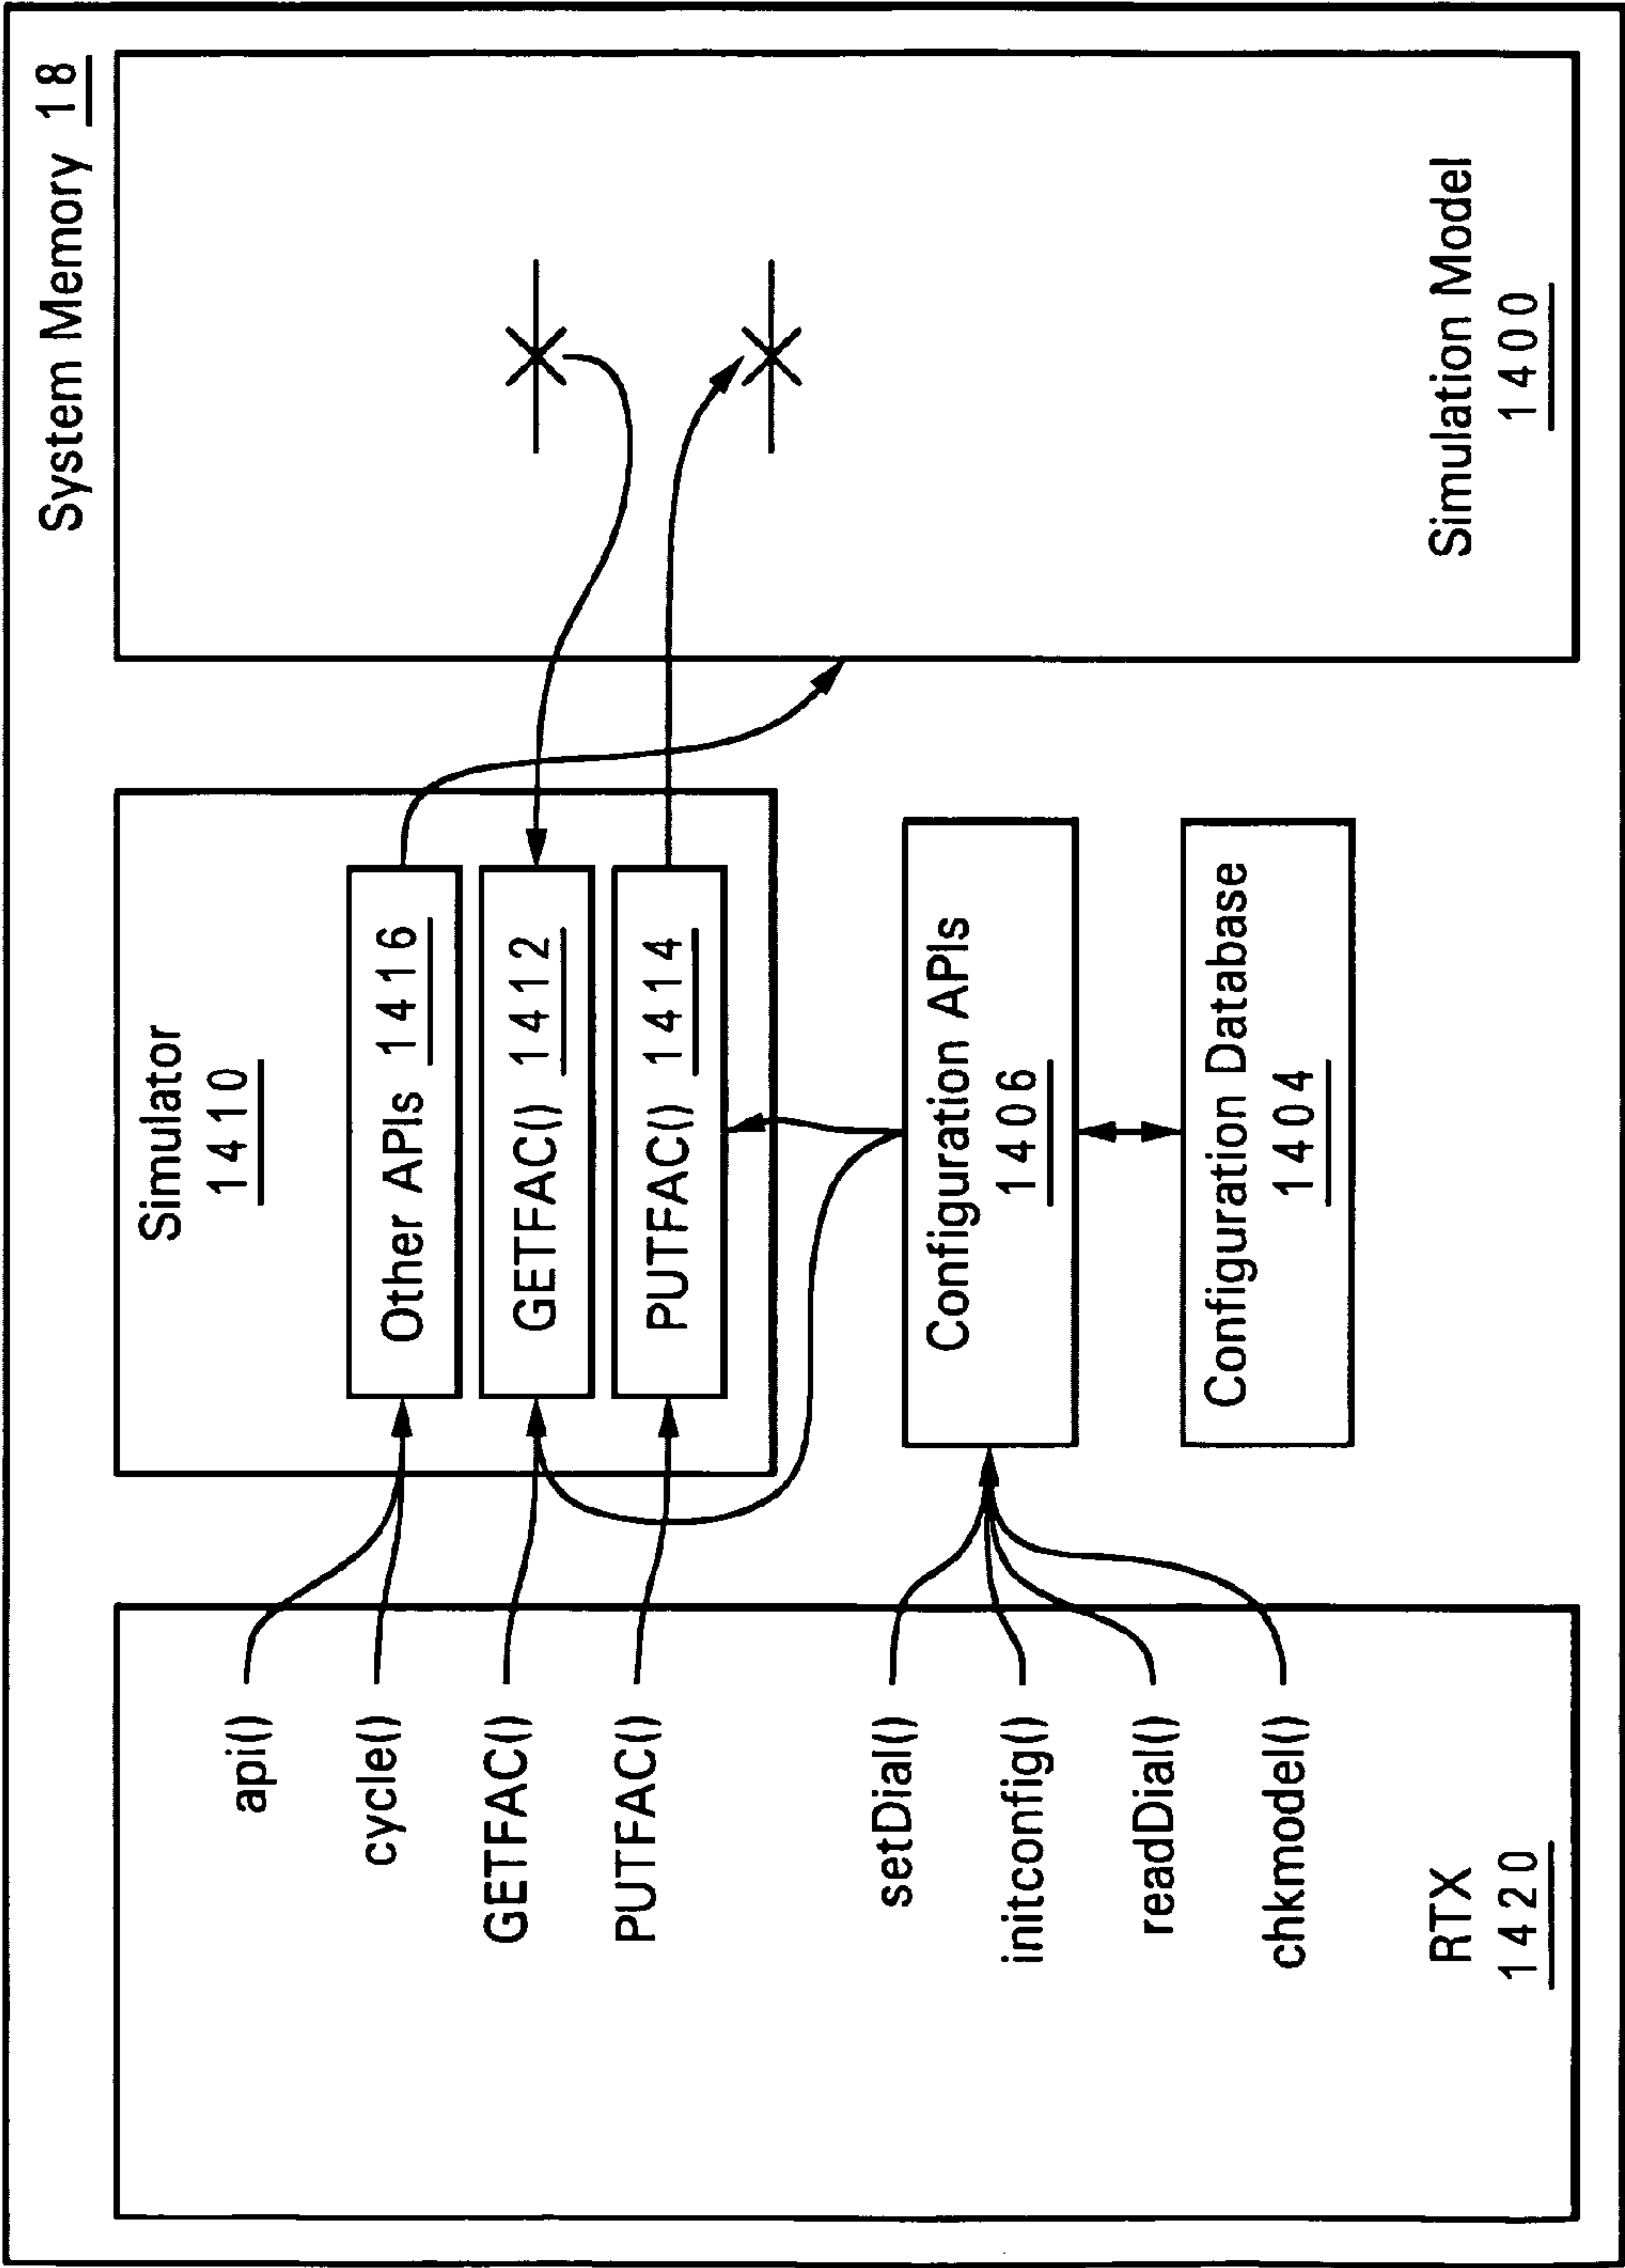 System Memory 18
RTX
1420
api()
cycle()
GETFAC()
PUTFAC()
setDial()
initconfig()
readDial()
chkmodel()
Simulator
1410
Other APIs 1416
GETFAC() 1412
PUTFAC() 1414
Configuration APIs
1406
Configuration Database
1404
Simulation Model
1400